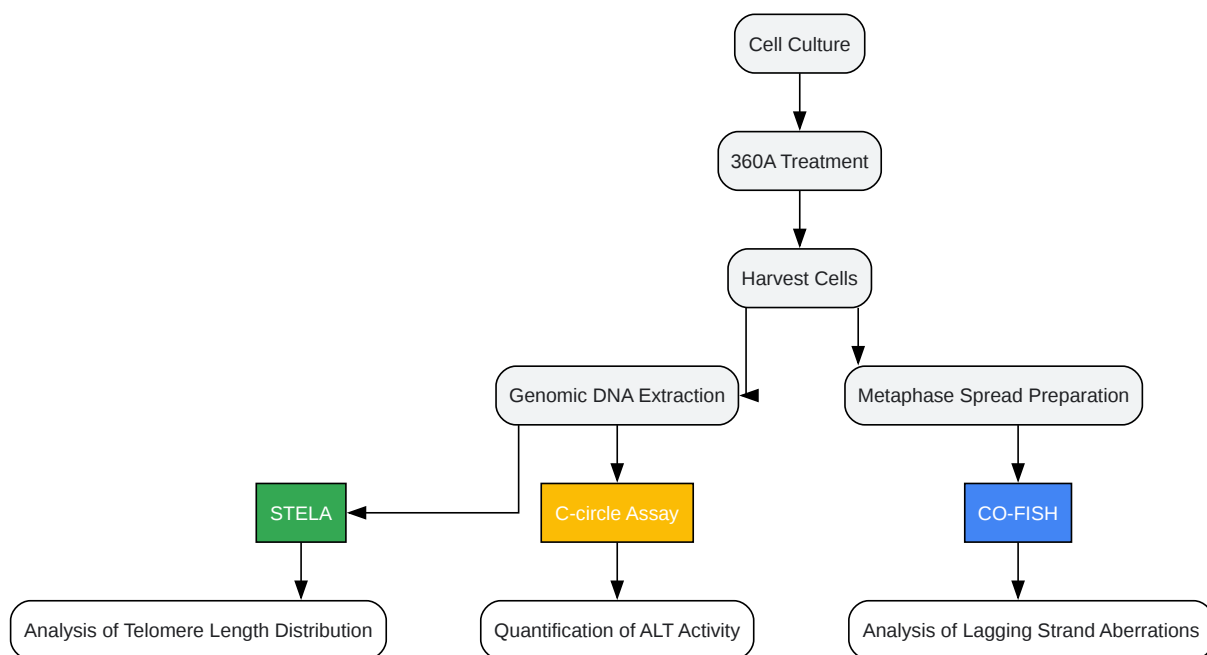 Cell Culture
360A Treatment
Harvest Cells
Genomic DNA Extraction
Metaphase Spread Preparation
STELA
C-circle Assay
CO-FISH
Analysis of Telomere Length Distribution
Quantification of ALT Activity
Analysis of Lagging Strand Aberrations